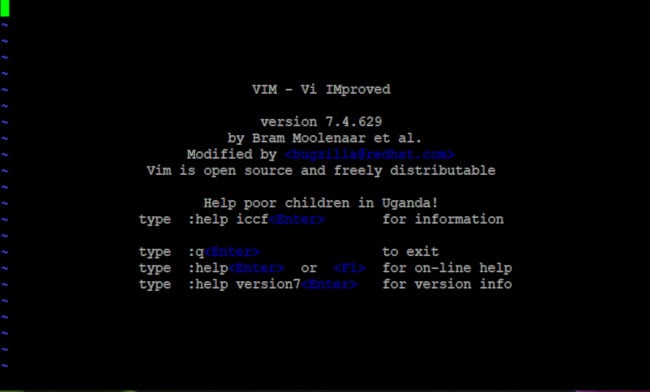 ~
~
~
~
VIM - Vi IMproved
~
~
version 7.4.629
~
by Bram Moolenaar et al.
~
Modified by <bugzilla@redhat.com>
~
Vim is open source and freely distributable
~
~
Help poor children in Uganda!
~
type :help iccf<Enter> for information
~
~
type :q<Enter> to exit
~
type :help<Enter> or <F1> for on-line help
~
type :help version7<Enter> for version info
~
~
~
~
~